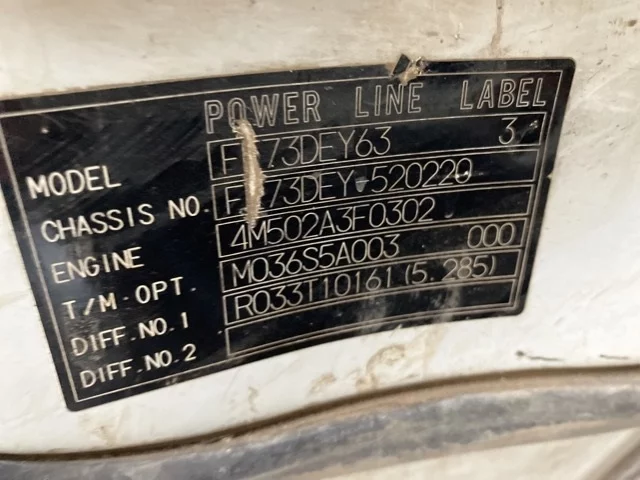 POWER LINE LABEL
MODEL 3
CHASSIS NO.
ENGINE 4M502A3F0302
T/M·OPT. M036S5A003 000
DIFF.NO.1 R033T10161(5.285)
DIFF.NO.2